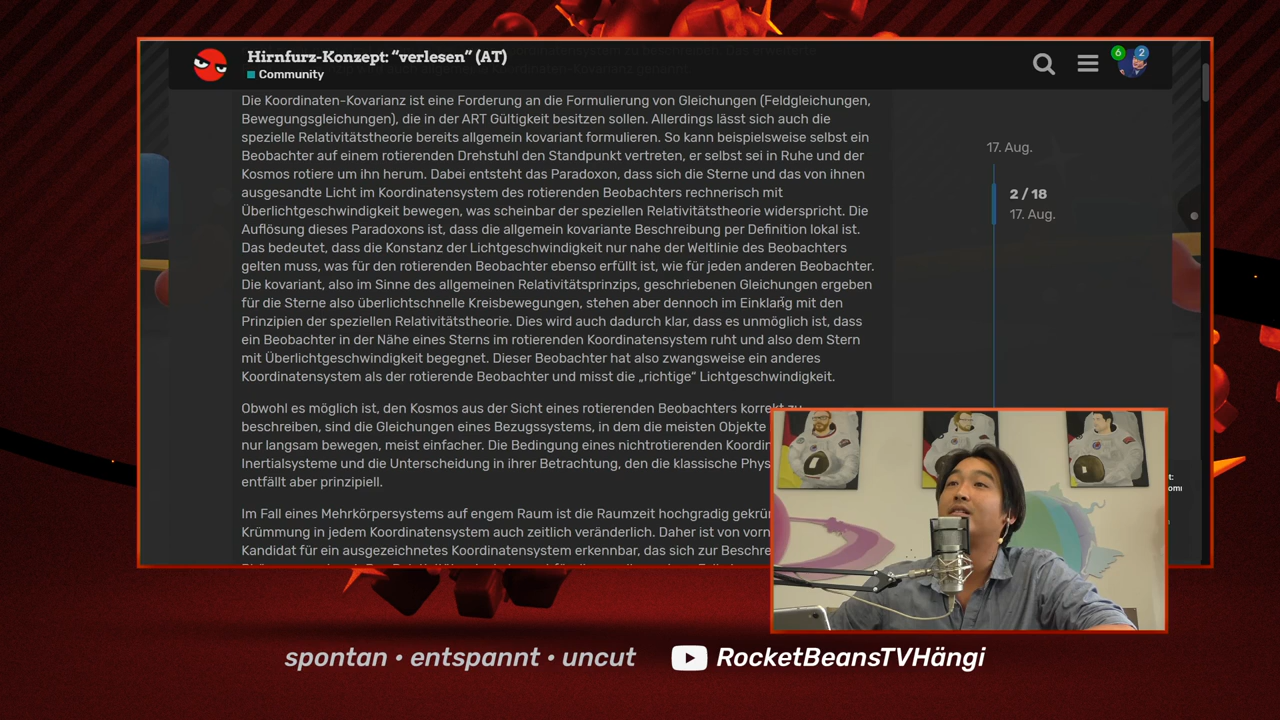 Hirnfurz-Konzept: “verlesen” (AT)
Community
6
2
Die Koordinaten-Kovarianz ist eine Forderung an die Formulierung von Gleichungen (Feldgleichungen,
Bewegungsgleichungen), die in der ART Gültigkeit besitzen sollen. Allerdings lässt sich auch die
spezielle Relativitätstheorie bereits allgemein kovariant formulieren. So kann beispielsweise selbst ein
Beobachter auf einem rotierenden Drehstuhl den Standpunkt vertreten, er selbst sei in Ruhe und der
Kosmos rotiere um ihn herum. Dabei entsteht das Paradoxon, dass sich die Sterne und das von ihnen
ausgesandte Licht im Koordinatensystem des rotierenden Beobachters rechnerisch mit
Überlichtgeschwindigkeit bewegen, was scheinbar der speziellen Relativitätstheorie widerspricht. Die
Auflösung dieses Paradoxons ist, dass die allgemein kovariante Beschreibung per Definition lokal ist.
Das bedeutet, dass die Konstanz der Lichtgeschwindigkeit nur nahe der Weltlinie des Beobachters
gelten muss, was für den rotierenden Beobachter ebenso erfüllt ist, wie für jeden anderen Beobachter.
Die kovariant, also im Sinne des allgemeinen Relativitätsprinzips, geschriebenen Gleichungen ergeben
für die Sterne also überlichtschnelle Kreisbewegungen, stehen aber dennoch im Einklang mit den
Prinzipien der speziellen Relativitätstheorie. Dies wird auch dadurch klar, dass es unmöglich ist, dass
ein Beobachter in der Nähe eines Sterns im rotierenden Koordinatensystem ruht und also dem Stern
mit Überlichtgeschwindigkeit begegnet. Dieser Beobachter hat also zwangsweise ein anderes
Koordinatensystem als der rotierende Beobachter und misst die „richtige“ Lichtgeschwindigkeit.
Obwohl es möglich ist, den Kosmos aus der Sicht eines rotierenden Beobachters korrekt zu
beschreiben, sind die Gleichungen eines Bezugssystems, in dem die meisten Objekte
nur langsam bewegen, meist einfacher. Die Bedingung eines nichtrotierenden Koordin
Inertialsysteme und die Unterscheidung in ihrer Betrachtung, den die klassische Phys
entfällt aber prinzipiell.
Im Fall eines Mehrkörpersystems auf engem Raum ist die Raumzeit hochgradig gekrü
Krümmung in jedem Koordinatensystem auch zeitlich veränderlich. Daher ist von vorn
Kandidat für ein ausgezeichnetes Koordinatensystem erkennbar, das sich zur Beschre
17. Aug.
2 / 18
17. Aug.
spontan • entspannt • uncut
RocketBeansTVHängi